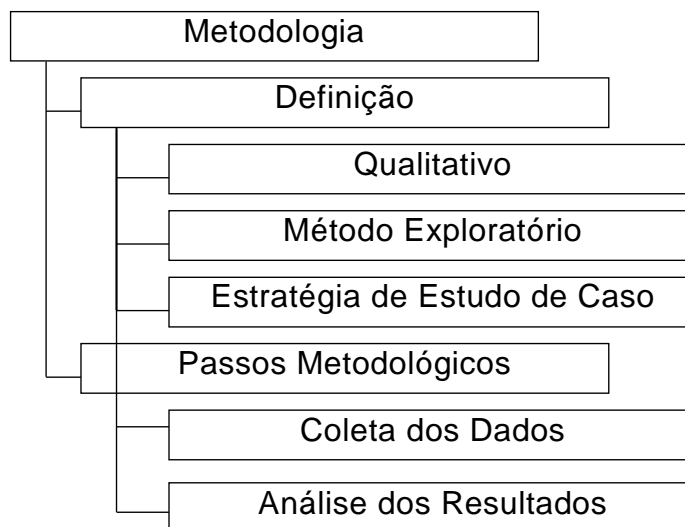 Metodologia
Definição
Qualitativo
Método Exploratório
Estratégia de Estudo de Caso
Passos Metodológicos
Coleta dos Dados
Análise dos Resultados